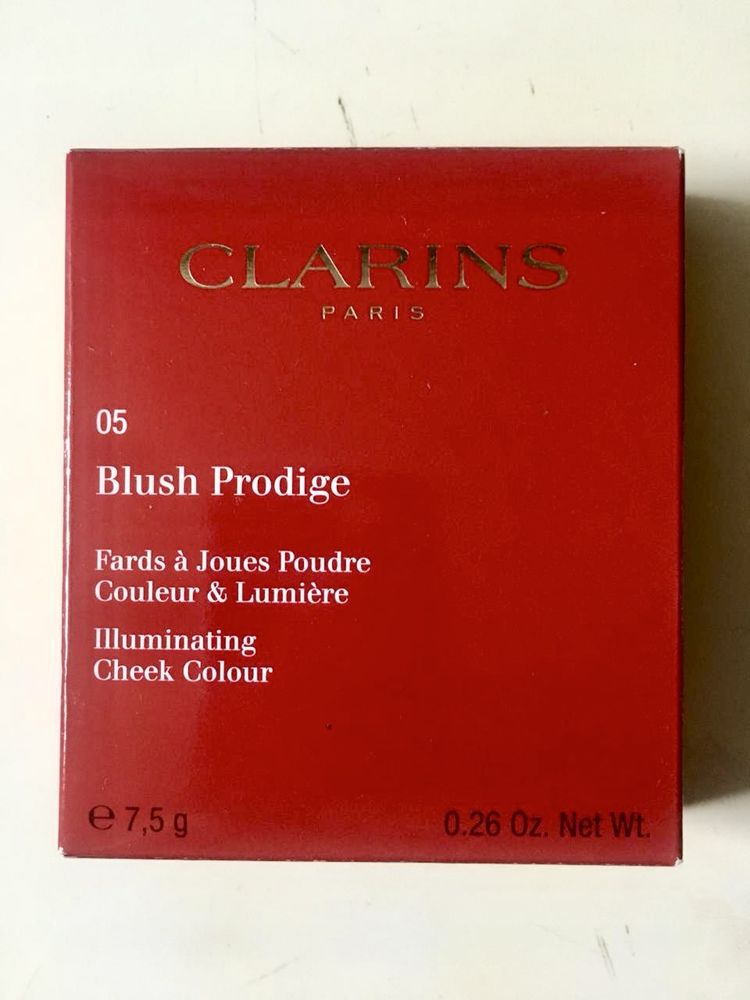 CLARINS
PARIS
05
Blush Prodige
Fards à Joues Poudre
Couleur & Lumière
Illuminating
Cheek Colour
℮ 7,5 g
0.26 Oz. Net Wt.